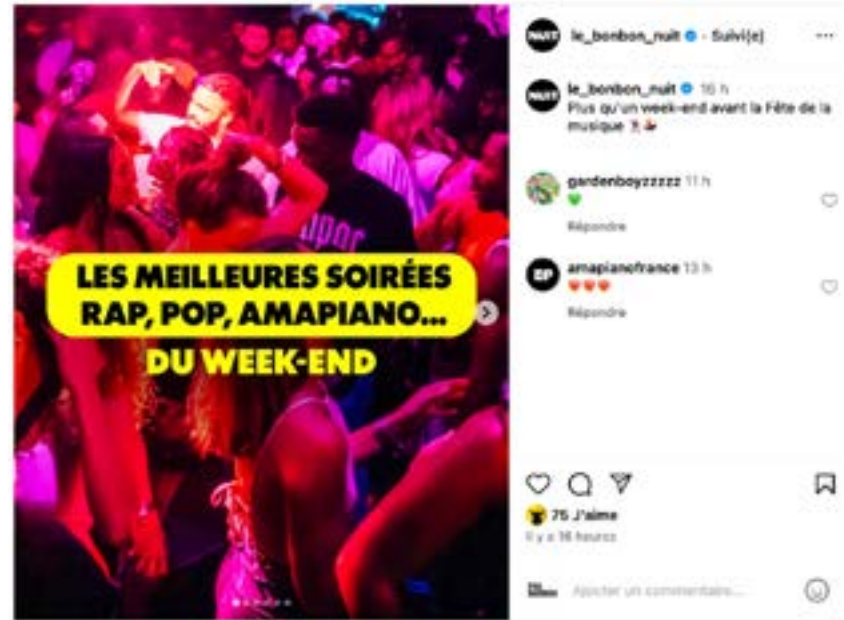 LES MEILLEURES SOIRÉES
RAP, POP, AMAPIANO...
DU WEEK-END
NUIT
le_bonbon_nuit • Suivi(e)
NUIT
le_bonbon_nuit 16 h
Plus qu'un week-end avant la Fête de la
musique
gardenboyzzzzz 11 h
Répondre
amapianofrance 13 h
Répondre
75 J'aime
Il y a 16 heures
Ajouter un commentaire...